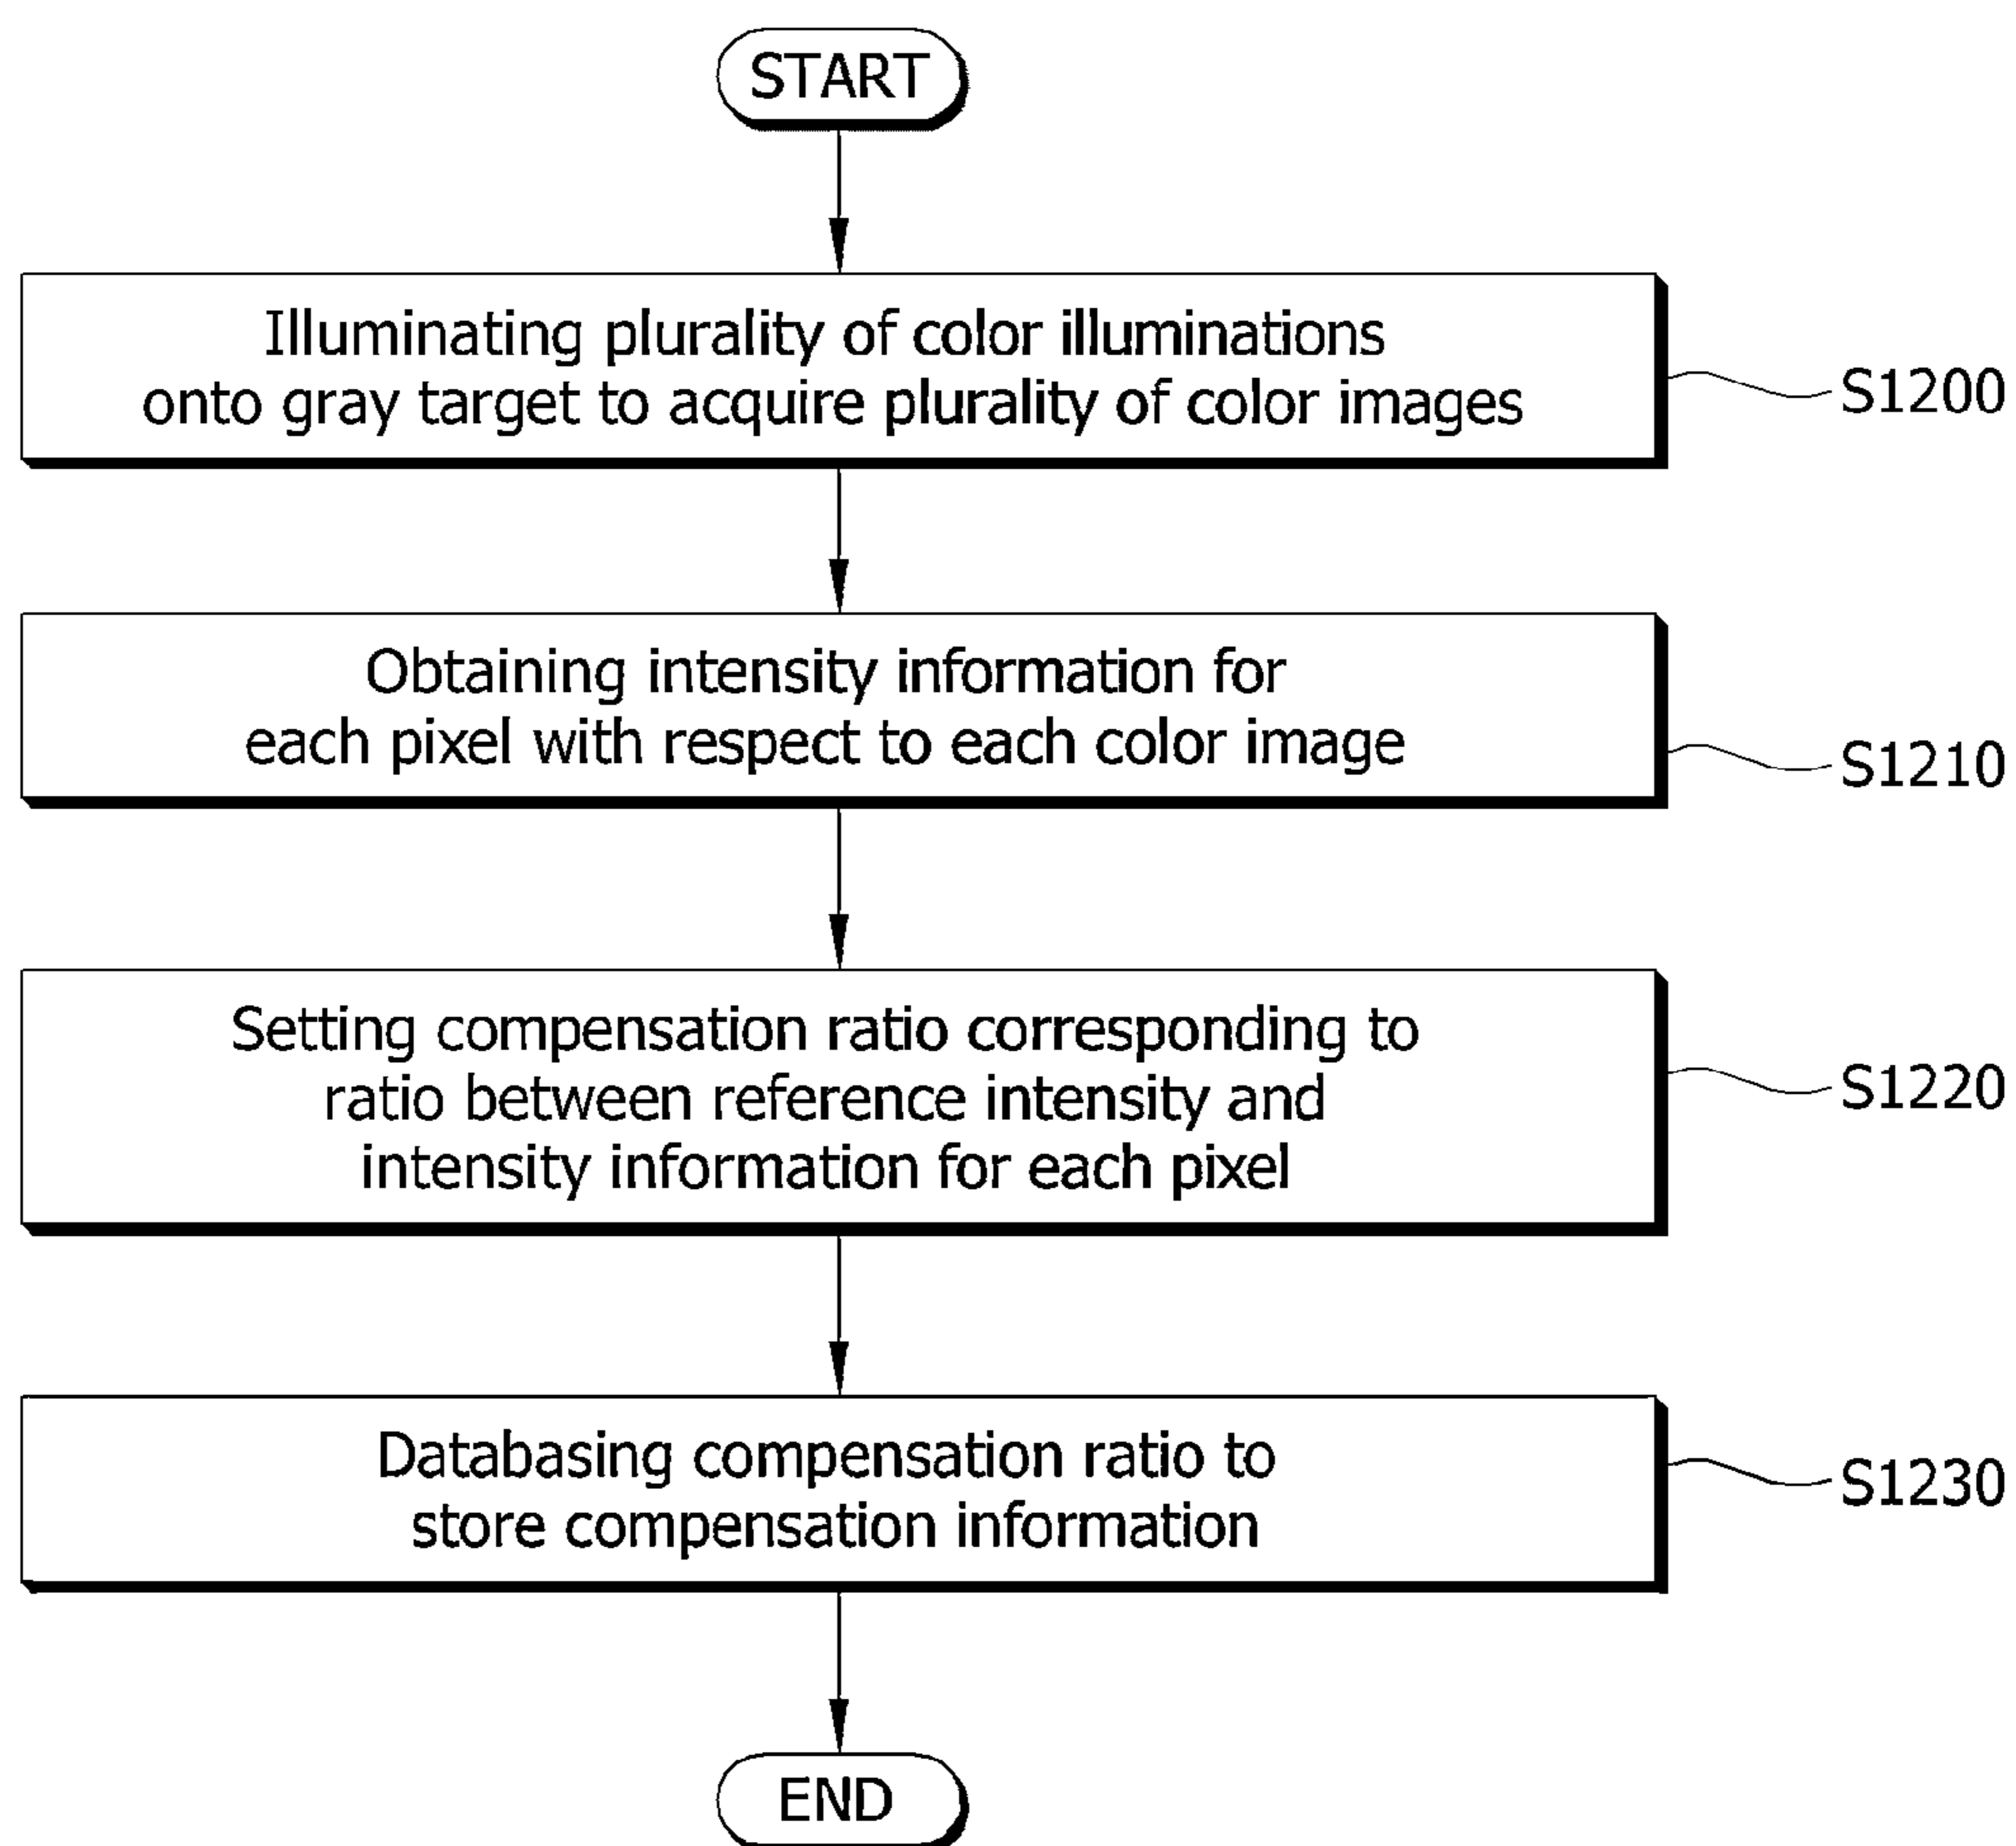 START
Illuminating plurality of color illuminations
onto gray target to acquire plurality of color images
S1200
Obtaining intensity information for
each pixel with respect to each color image
S1210
Setting compensation ratio corresponding to
ratio between reference intensity and
intensity information for each pixel
S1220
Databasing compensation ratio to
store compensation information
S1230
END